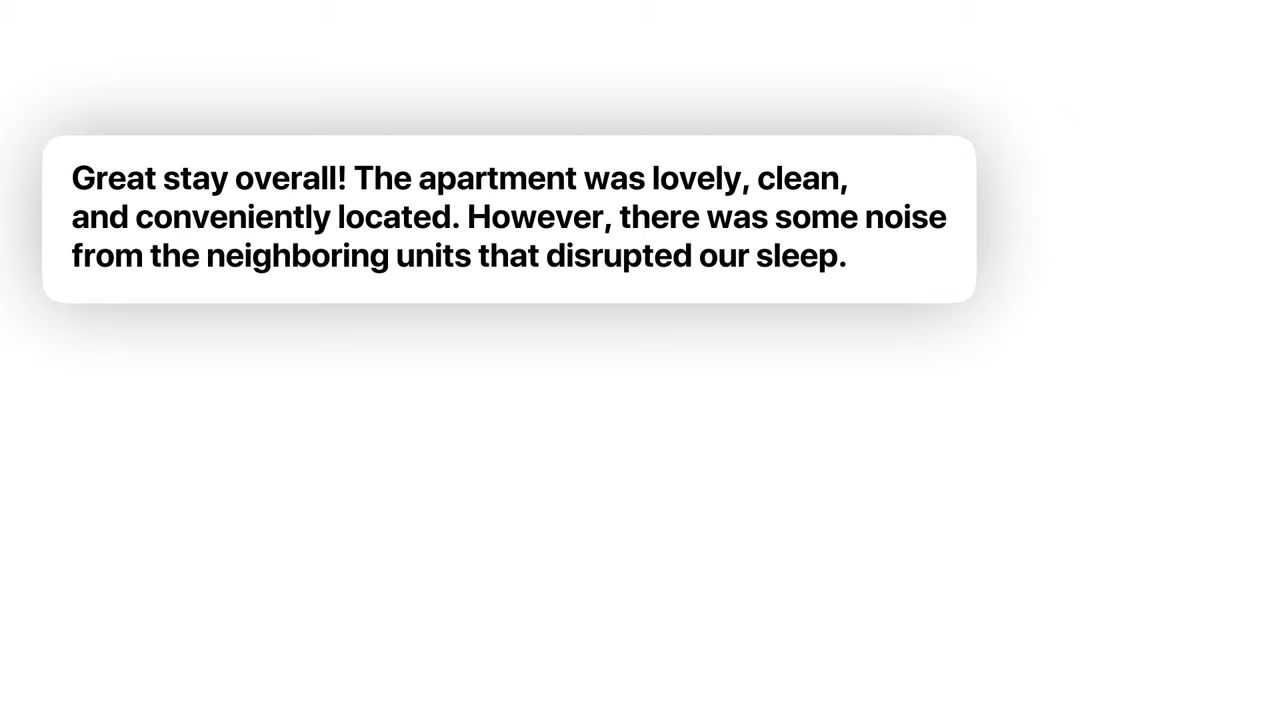 Great stay overall! The apartment was lovely, clean,
and conveniently located. However, there was some noise
from the neighboring units that disrupted our sleep.